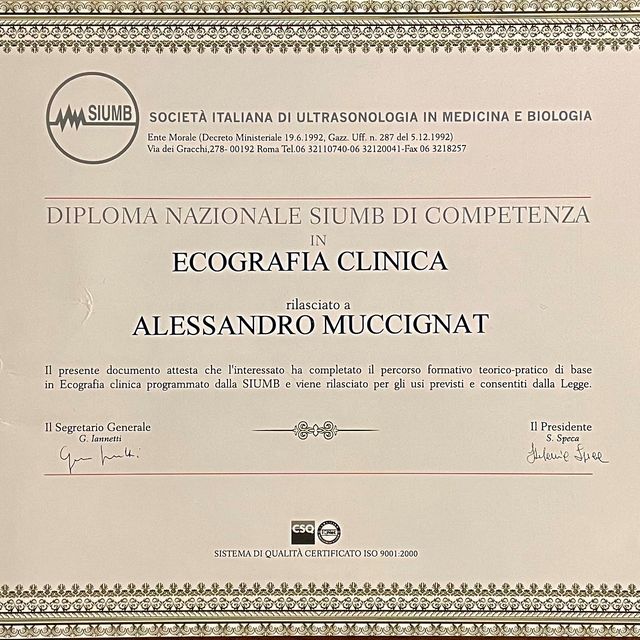 SIUMB
SOCIETÀ ITALIANA DI ULTRASONOLOGIA IN MEDICINA E BIOLOGIA
Ente Morale (Decreto Ministeriale 19.6.1992, Gazz. Uff. n. 287 del 5.12.1992)
Via dei Gracchi,278- 00192 Roma Tel.06 32110740-06 32120041-Fax 06 3218257
DIPLOMA NAZIONALE SIUMB DI COMPETENZA
IN
ECOGRAFIA CLINICA
rilasciato a
ALESSANDRO MUCCIGNAT
Il presente documento attesta che l'interessato ha completato il percorso formativo teorico-pratico di base
in Ecografia clinica programmato dalla SIUMB e viene rilasciato per gli usi previsti e consentiti dalla Legge.
Il Segretario Generale
G. Iannetti
Il Presidente
S. Speca
CSQ
SISTEMA DI QUALITÀ CERTIFICATO ISO 9001:2000